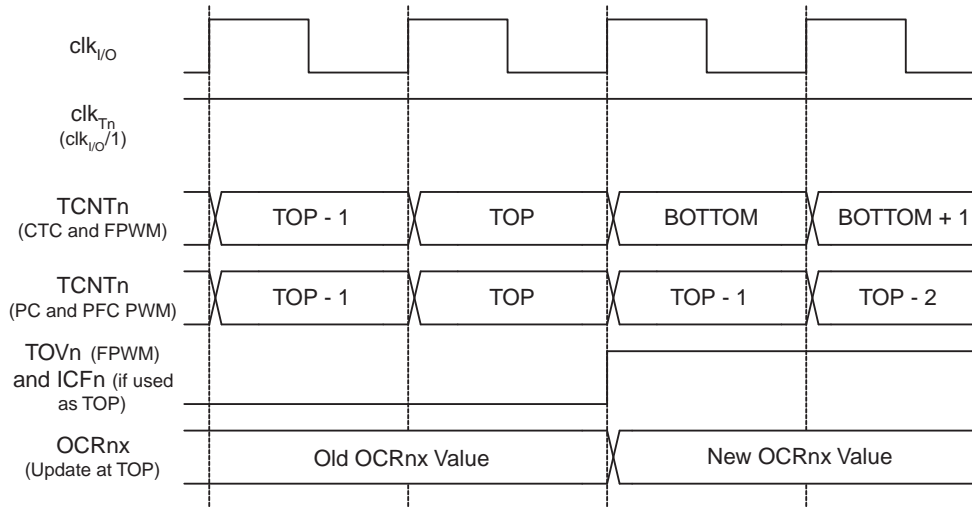 clkI/O
clkTn
(clkI/O/1)
TCNTn
(CTC and FPWM)
TOP - 1
TOP
BOTTOM
BOTTOM + 1
TCNTn
(PC and PFC PWM)
TOP - 1
TOP
TOP - 1
TOP - 2
TOVn (FPWM)
and ICFn (if used
as TOP)
OCRnx
(Update at TOP)
Old OCRnx Value
New OCRnx Value